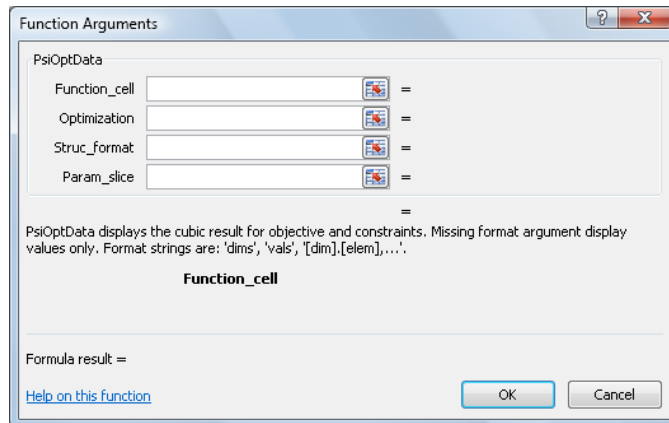 Function Arguments
PsiOptData
Function_cell =
Optimization =
Struc_format =
Param_slice =
=
PsiOptData displays the cubic result for objective and constraints. Missing format argument display
values only. Format strings are: 'dims', 'vals', '[dim].[elem],...'.
Function_cell
Formula result =
Help on this function OK Cancel